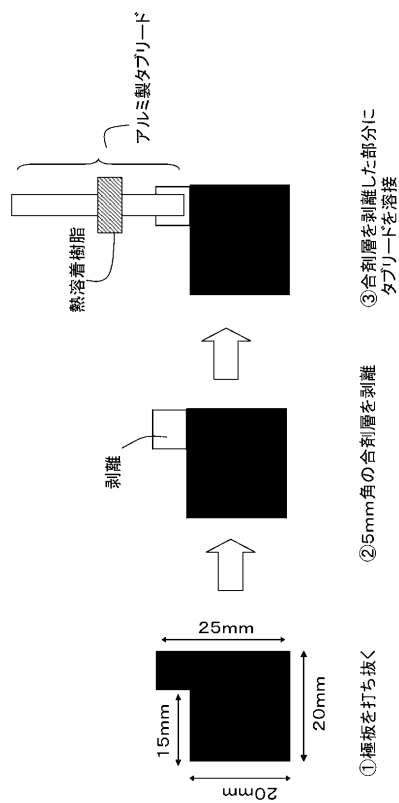 25mm
15mm
20mm
20mm
①極板を打ち抜く
剥離
②5mm角の合剤層を剥離
アルミ製タブリード
熱溶着樹脂
③合剤層を剥離した部分に
タブリードを溶接